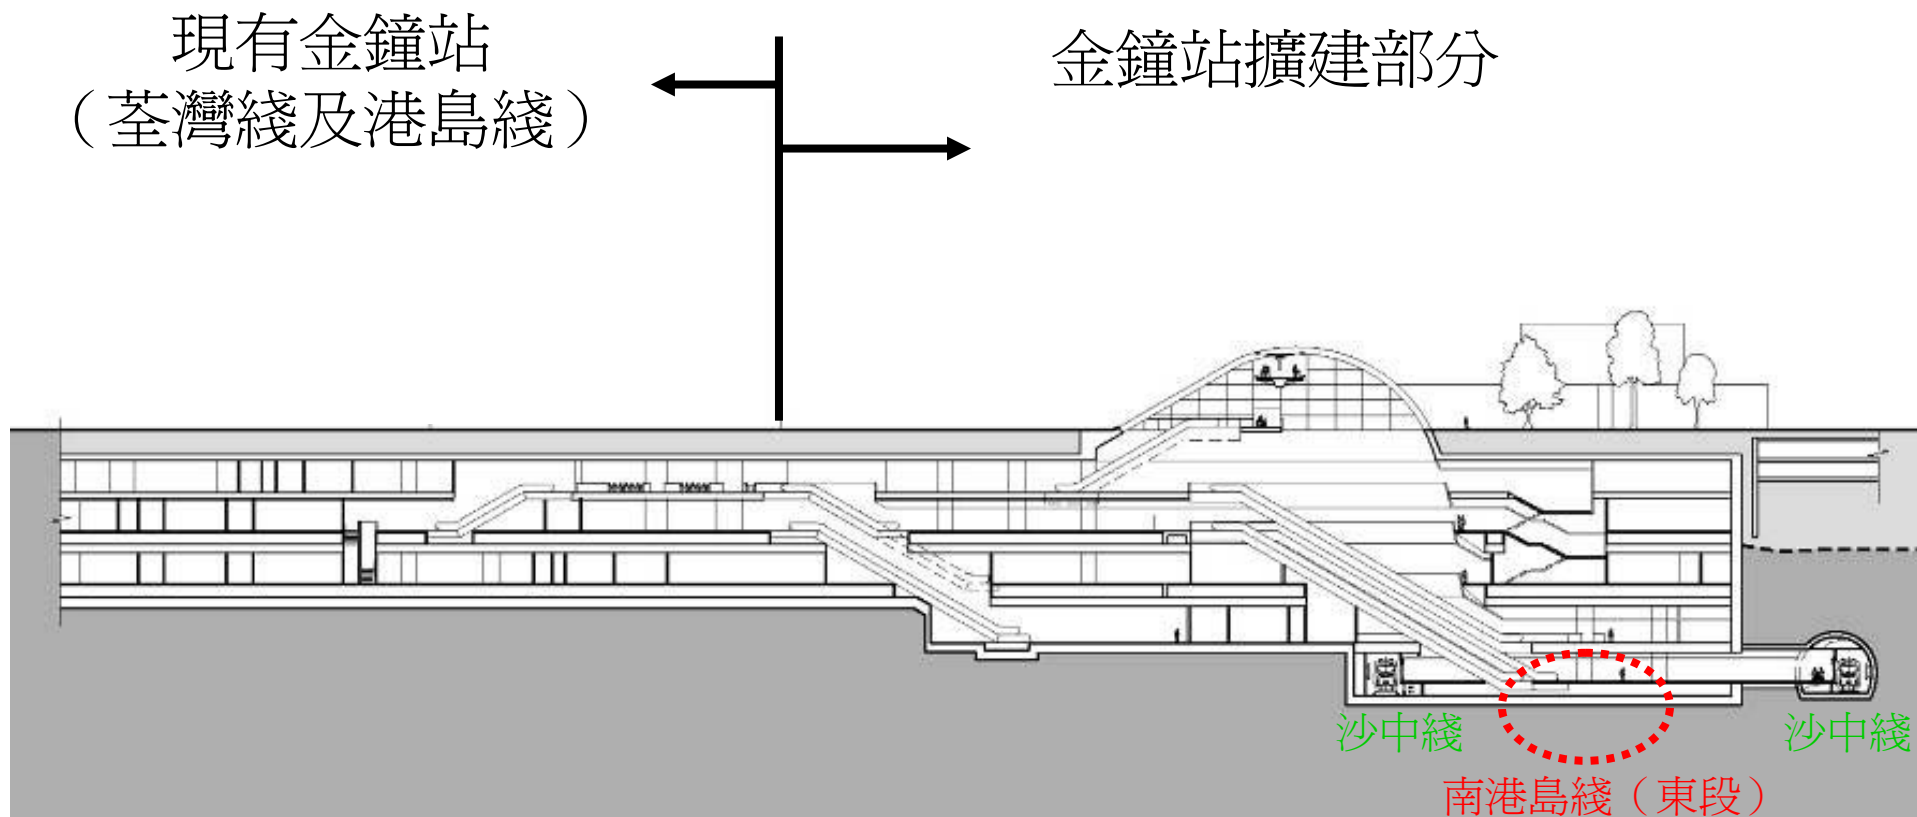 現有金鐘站
（荃灣綫及港島綫）
金鐘站擴建部分
沙中綫
沙中綫
南港島綫（東段）